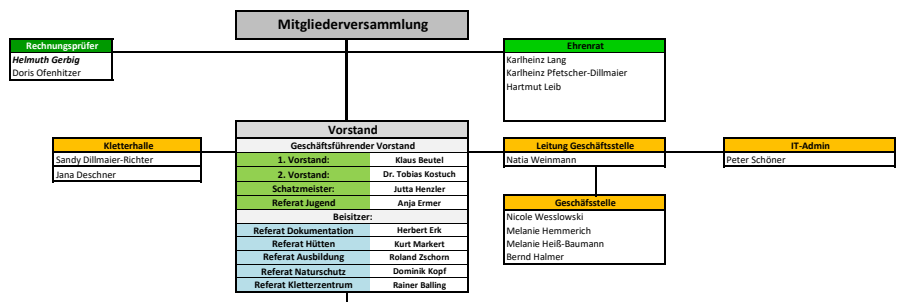 Mitgliederversammlung
Rechnungsprüfer
Helmuth Gerbig
Doris Ofenhitzer
Ehrenrat
Karlheinz Lang
Karlheinz Pfetscher-Dillmaier
Hartmut Leib
Kletterhalle
Sandy Dillmaier-Richter
Jana Deschner
Vorstand
Geschäftsführender Vorstand
1. Vorstand: Klaus Beutel
2. Vorstand: Dr. Tobias Kostuch
Schatzmeister: Jutta Henzler
Referat Jugend Anja Ermer
Beisitzer:
Referat Dokumentation Herbert Erk
Referat Hütten Kurt Markert
Referat Ausbildung Roland Zschorn
Referat Naturschutz Dominik Kopf
Referat Kletterzentrum Rainer Balling
Leitung Geschäftsstelle
Natia Weinmann
IT-Admin
Peter Schöner
Geschäfsstelle
Nicole Wesslowski
Melanie Hemmerich
Melanie Heiß-Baumann
Bernd Halmer